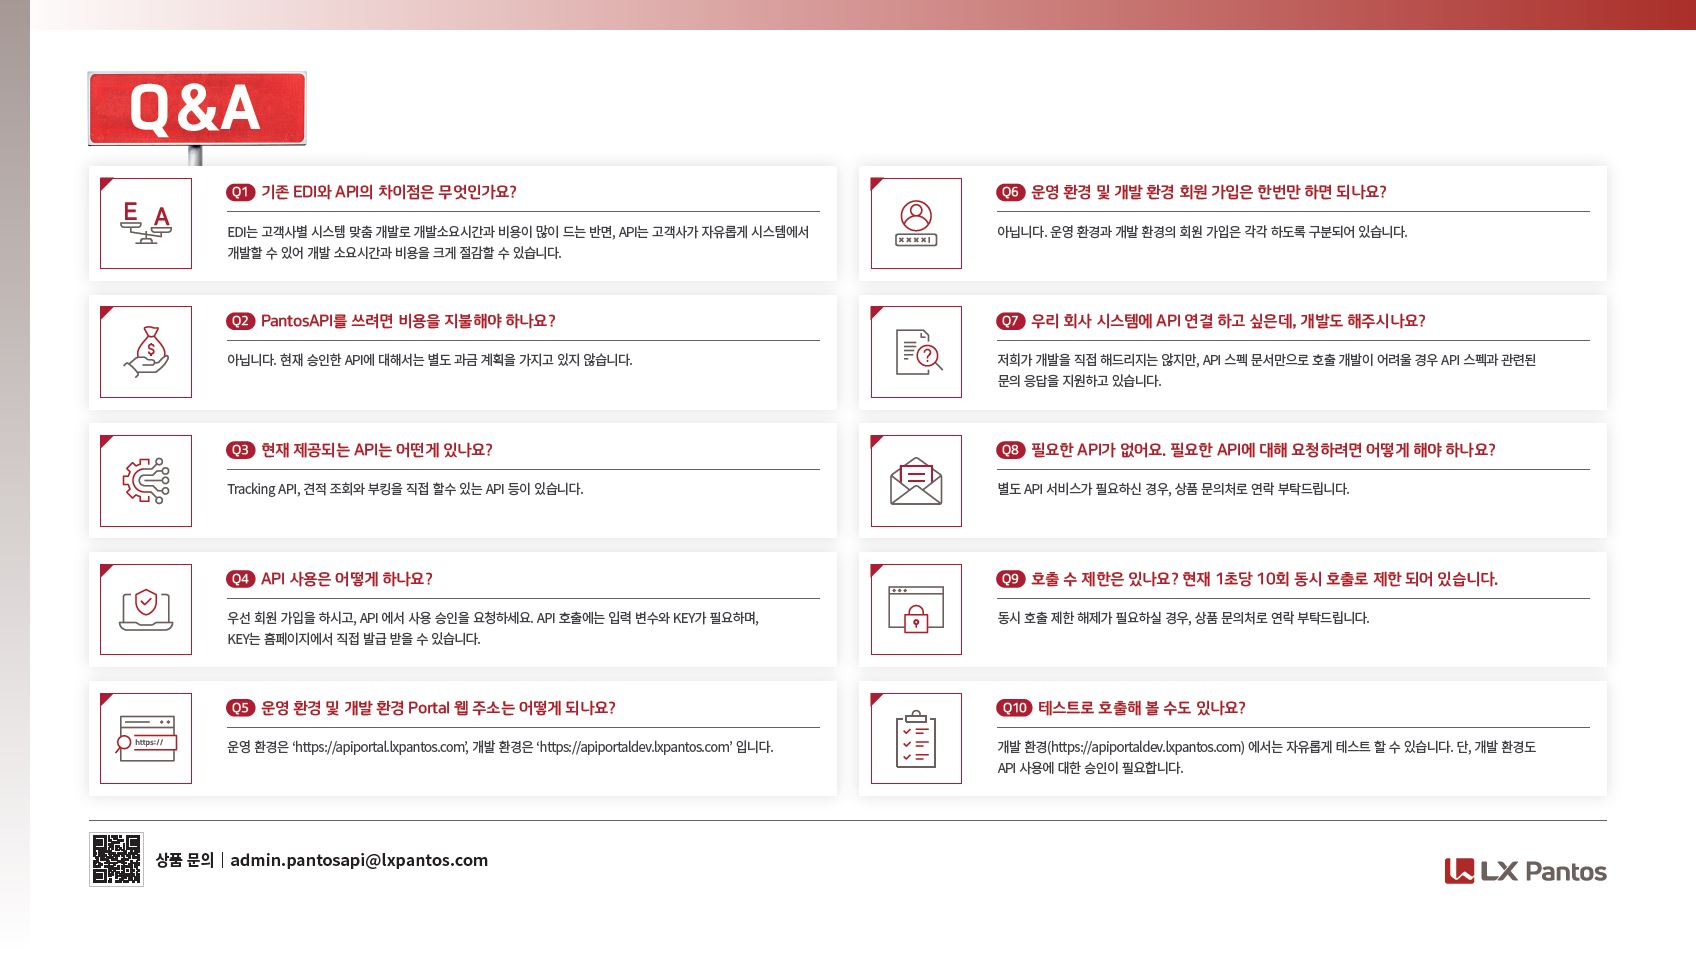 Q&A
E A
Q1 기존 EDI와 API의 차이점은 무엇인가요?
EDI는 고객사별 시스템 맞춤 개발로 개발소요시간과 비용이 많이 드는 반면, API는 고객사가 자유롭게 시스템에서
개발할 수 있어 개발 소요시간과 비용을 크게 절감할 수 있습니다.
Q2 PantosAPI를 쓰려면 비용을 지불해야 하나요?
아닙니다. 현재 승인한 API에 대해서는 별도 과금 계획을 가지고 있지 않습니다.
Q3 현재 제공되는 API는 어떤게 있나요?
Tracking API, 견적 조회와 부킹을 직접 할수 있는 API 등이 있습니다.
Q4 API 사용은 어떻게 하나요?
우선 회원 가입을 하시고, API 에서 사용 승인을 요청하세요. API 호출에는 입력 변수와 KEY가 필요하며,
KEY는 홈페이지에서 직접 발급 받을 수 있습니다.
https://
Q5 운영 환경 및 개발 환경 Portal 웹 주소는 어떻게 되나요?
운영 환경은 ‘https://apiportal.lxpantos.com’, 개발 환경은 ‘https://apiportaldev.lxpantos.com’ 입니다.
Q6 운영 환경 및 개발 환경 회원 가입은 한번만 하면 되나요?
아닙니다. 운영 환경과 개발 환경의 회원 가입은 각각 하도록 구분되어 있습니다.
Q7 우리 회사 시스템에 API 연결 하고 싶은데, 개발도 해주시나요?
저희가 개발을 직접 해드리지는 않지만, API 스펙 문서만으로 호출 개발이 어려울 경우 API 스펙과 관련된
문의 응답을 지원하고 있습니다.
Q8 필요한 API가 없어요. 필요한 API에 대해 요청하려면 어떻게 해야 하나요?
별도 API 서비스가 필요하신 경우, 상품 문의처로 연락 부탁드립니다.
Q9 호출 수 제한은 있나요? 현재 1초당 10회 동시 호출로 제한 되어 있습니다.
동시 호출 제한 해제가 필요하실 경우, 상품 문의처로 연락 부탁드립니다.
Q10 테스트로 호출해 볼 수도 있나요?
개발 환경(https://apiportaldev.lxpantos.com) 에서는 자유롭게 테스트 할 수 있습니다. 단, 개발 환경도
API 사용에 대한 승인이 필요합니다.
상품 문의 | admin.pantosapi@lxpantos.com
LX Pantos